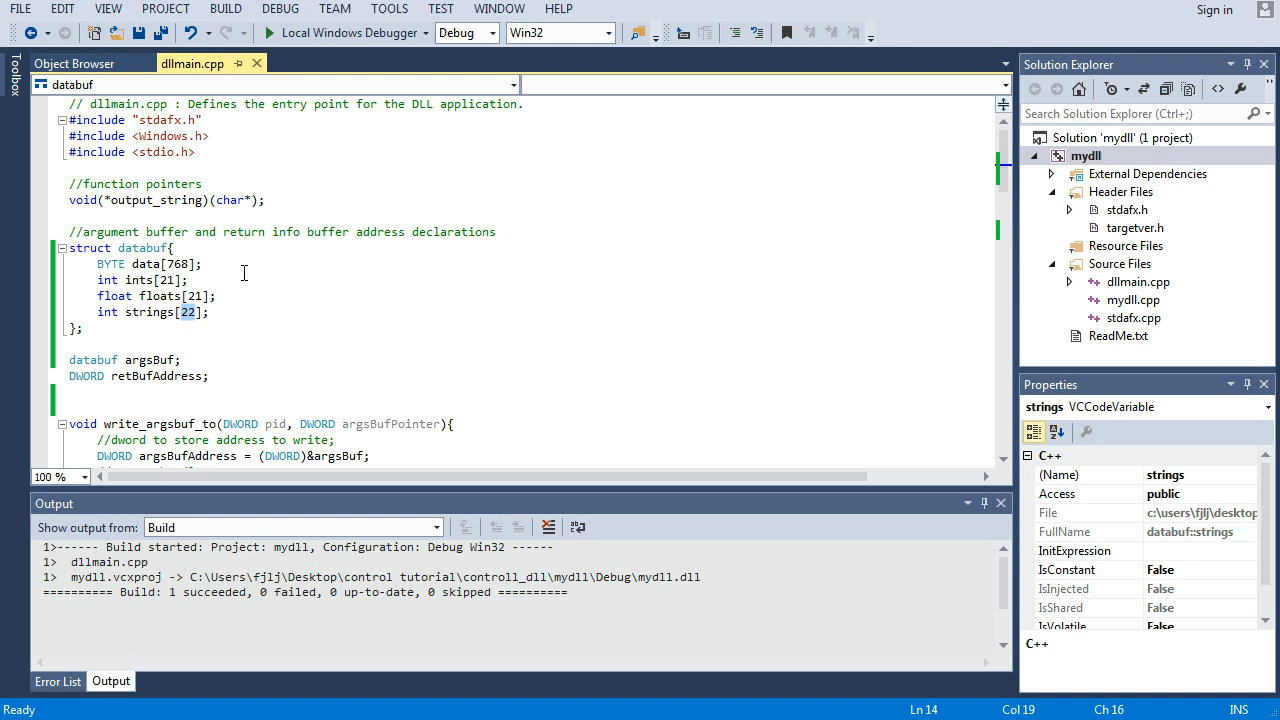 FILE EDIT VIEW PROJECT BUILD DEBUG TEAM TOOLS TEST WINDOW HELP Sign in
Local Windows Debugger Debug Win32
Toolbox
Object Browser dllmain.cpp
databuf
// dllmain.cpp : Defines the entry point for the DLL application.
#include "stdafx.h"
#include <Windows.h>
#include <stdio.h>
//function pointers
void(*output_string)(char*);
//argument buffer and return info buffer address declarations
struct databuf{
BYTE data[768];
int ints[21];
float floats[21];
int strings[22];
};
databuf argsBuf;
DWORD retBufAddress;
void write_argsbuf_to(DWORD pid, DWORD argsBufPointer){
//dword to store address to write;
DWORD argsBufAddress = (DWORD)&argsBuf;
100 %
Output
Show output from: Build
1>------ Build started: Project: mydll, Configuration: Debug Win32 ------
1> dllmain.cpp
1> mydll.vcxproj -> C:\Users\fjlj\Desktop\control tutorial\controll_dll\mydll\Debug\mydll.dll
========== Build: 1 succeeded, 0 failed, 0 up-to-date, 0 skipped ==========
Error List Output
Solution Explorer
Search Solution Explorer (Ctrl+;)
Solution 'mydll' (1 project)
mydll
External Dependencies
Header Files
stdafx.h
targetver.h
Resource Files
Source Files
dllmain.cpp
mydll.cpp
stdafx.cpp
ReadMe.txt
Properties
strings VCCodeVariable
C++
(Name) strings
Access public
File c:\users\fjlj\desktop
FullName databuf::strings
InitExpression
IsConstant False
IsInjected False
IsShared False
IsVolatile False
C++
Ready Ln 14 Col 19 Ch 16 INS